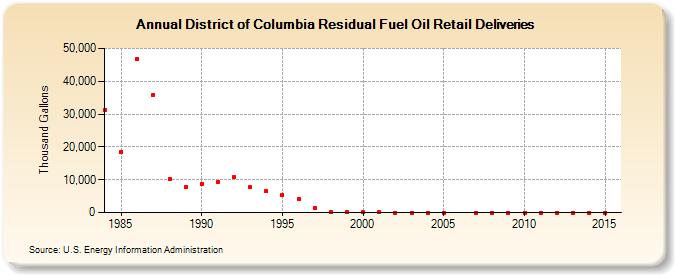 Annual District of Columbia Residual Fuel Oil Retail Deliveries
Thousand Gallons
50,000
40,000
30,000
20,000
10,000
0
1985 1990 1995 2000 2005 2010 2015
Source: U.S. Energy Information Administration